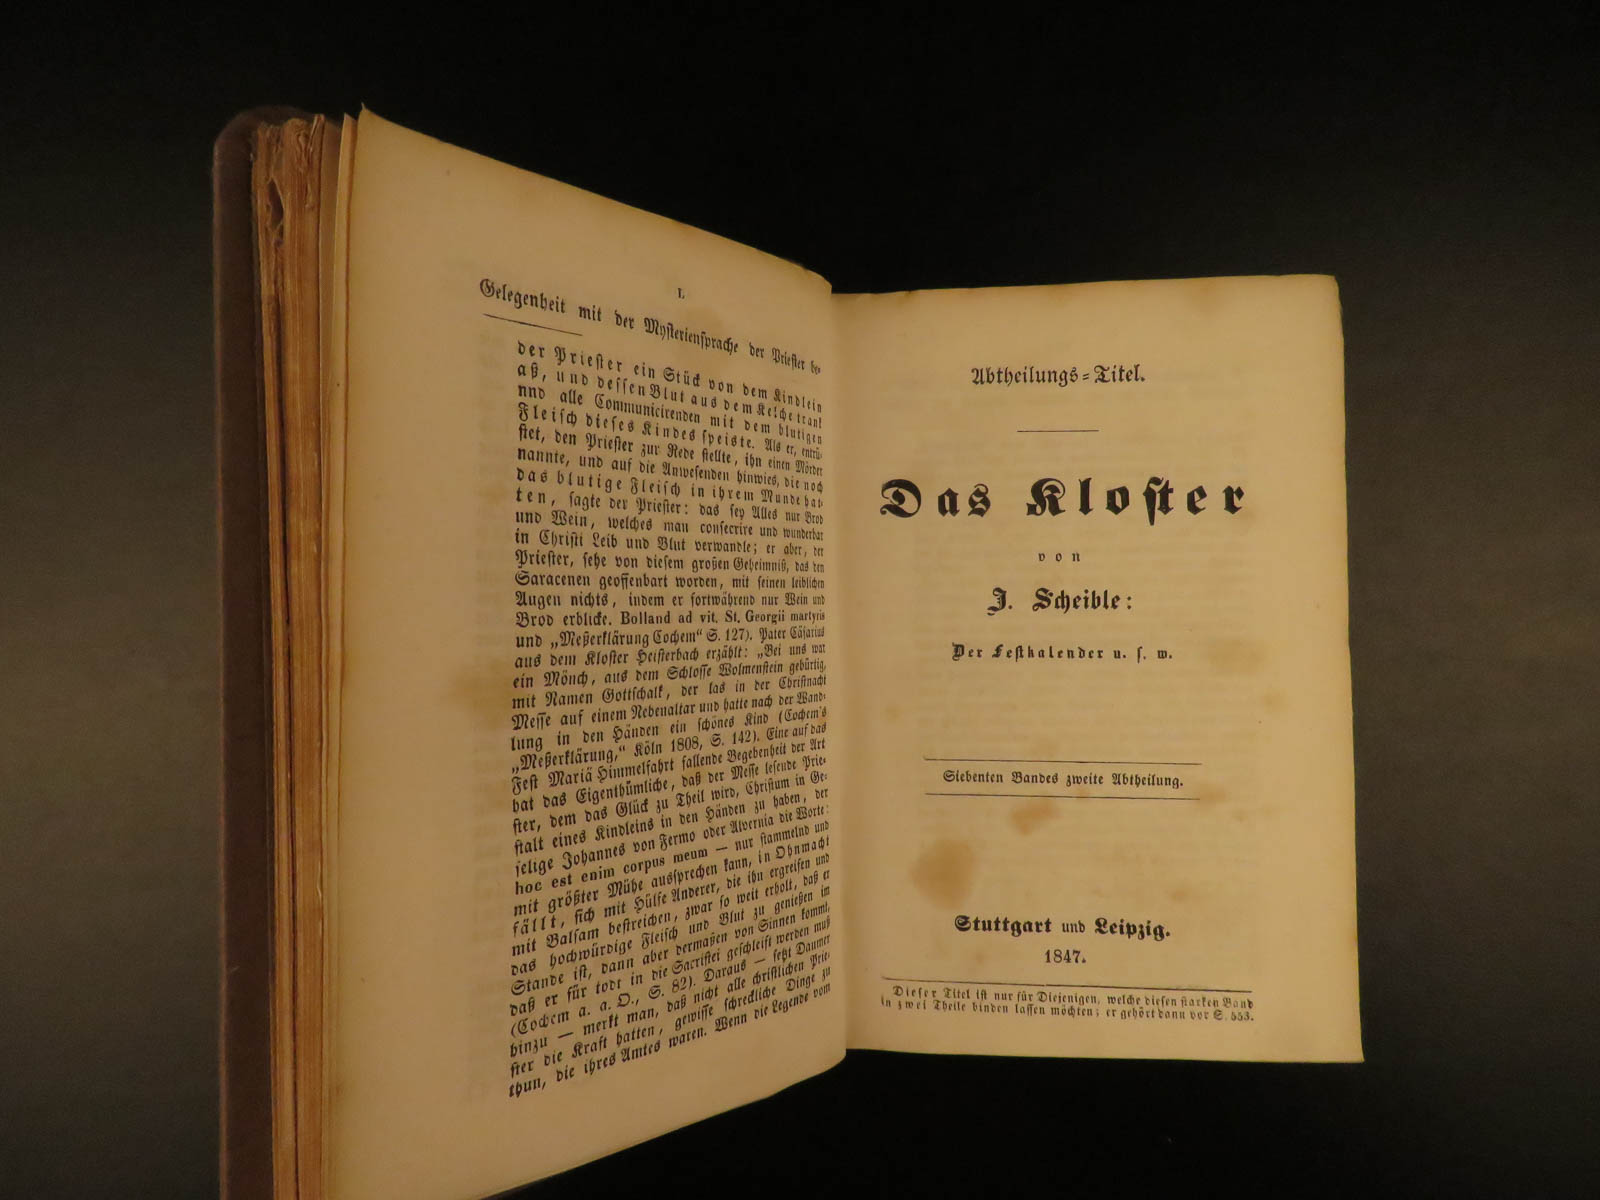 L
Gelegenheit mit der Mysteriensprache der Priester be-
der Priester ein Stück von dem Kindlein
aß, und dessen Blut aus dem Kelche trank
nnd alle Communicirenden mit dem blutigen
Fleisch dieses Kindes speiste. Als er, entrü-
stet, den Priester zur Rede stellte, ihn einen Mörder
nannte, und auf die Anwesenden hinwies, die noch
das blutige Fleisch in ihrem Munde hat-
ten, sagte der Priester: das sey Alles nur Brod
und Wein, welches man consecrire und wunderbar
in Christi Leib und Blut verwandle; er aber, der
Priester, sehe von diesem großen Geheimniß, das den
Saracenen geoffenbart worden, mit seinen leiblichen
Augen nichts, indem er fortwährend nur Wein und
Brod erblicke. Bolland ad vit. St. Georgii martyris
und „Meßerklärung Cochem“ S. 127). Pater Cäsarius
aus dem Kloster Heisterbach erzählt: „Bei uns war
ein Mönch, aus dem Schlosse Wolmenstein gebürtig,
mit Namen Gottschalk, der las in der Christnacht
Messe auf einem Nebenaltar und hatte nach der Wand-
lung in den Händen ein schönes Kind (Cochem's
„Meßerklärung,“ Köln 1808, S. 142). Eine auf das
Fest Mariä Himmelfahrt fallende Begebenheit der Art
hat das Eigenthümliche, daß der Messe lesende Prie-
ster, dem das Glück zu Theil wird, Christum in Ge-
stalt eines Kindleins in den Händen zu haben, der
selige Johannes von Fermo oder Alvernia die Worte:
hoc est enim corpus meum — nur stammelnd und
mit größter Mühe aussprechen kann, in Ohnmacht
fällt, sich mit Hülfe Anderer, die ihn ergreifen und
mit Balsam bestreichen, zwar so weit erholt, daß er
das hochwürdige Fleisch und Blut zu genießen im
Stande ist, dann aber dermaßen von Sinnen kommt,
daß er für todt in die Sacristei geschleift werden muß
(Cochem a. a. O., S. 82). Daraus — setzt Daumer
hinzu — merkt man, daß nicht alle christlichen Prie-
ster die Kraft hatten, gewisse schreckliche Dinge zu
thun, die ihres Amtes waren. Wenn die Legende vom
Abtheilungs-Titel.
Das Kloster
von
J. Scheible:
Der Festkalender u. s. w.
Siebenten Bandes zweite Abtheilung.
Stuttgart und Leipzig.
1847.
Dieser Titel ist nur für Diejenigen, welche diesen starken Band
in zwei Theile binden lassen möchten; er gehört dann vor S. 553.